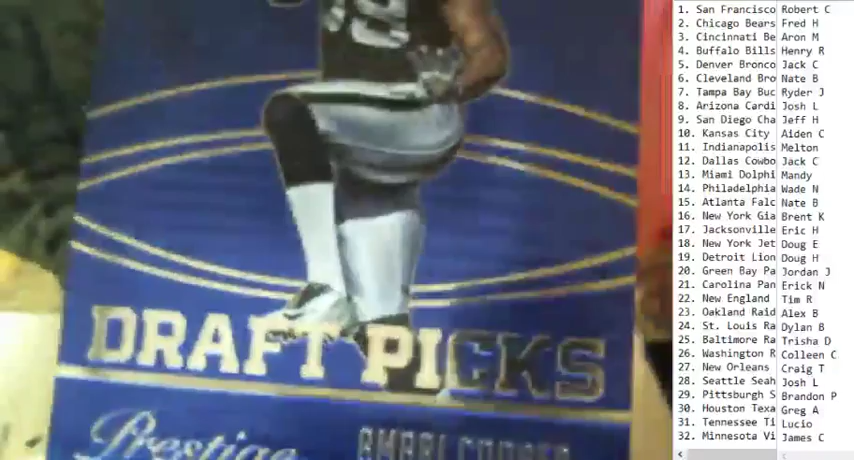 DRAFT PICKS
Prestige
AMARI COOPER
1. San Francisco Robert C
2. Chicago Bears Fred H
3. Cincinnati Be Aron M
4. Buffalo Bills Henry R
5. Denver Bronco Jack C
6. Cleveland Bro Nate B
7. Tampa Bay Buc Ryder J
8. Arizona Cardi Josh L
9. San Diego Cha Jeff H
10. Kansas City Aiden C
11. Indianapolis Melton
12. Dallas Cowbo Jack C
13. Miami Dolphi Mandy
14. Philadelphia Wade N
15. Atlanta Falc Nate B
16. New York Gia Brent K
17. Jacksonville Eric H
18. New York Jet Doug E
19. Detroit Lion Doug H
20. Green Bay Pa Jordan J
21. Carolina Pan Erick N
22. New England Tim R
23. Oakland Raid Alex B
24. St. Louis Ra Dylan B
25. Baltimore Ra Trisha D
26. Washington R Colleen C
27. New Orleans Craig T
28. Seattle Seah Josh L
29. Pittsburgh S Brandon P
30. Houston Texa Greg A
31. Tennessee Ti Lucio
32. Minnesota Vi James C